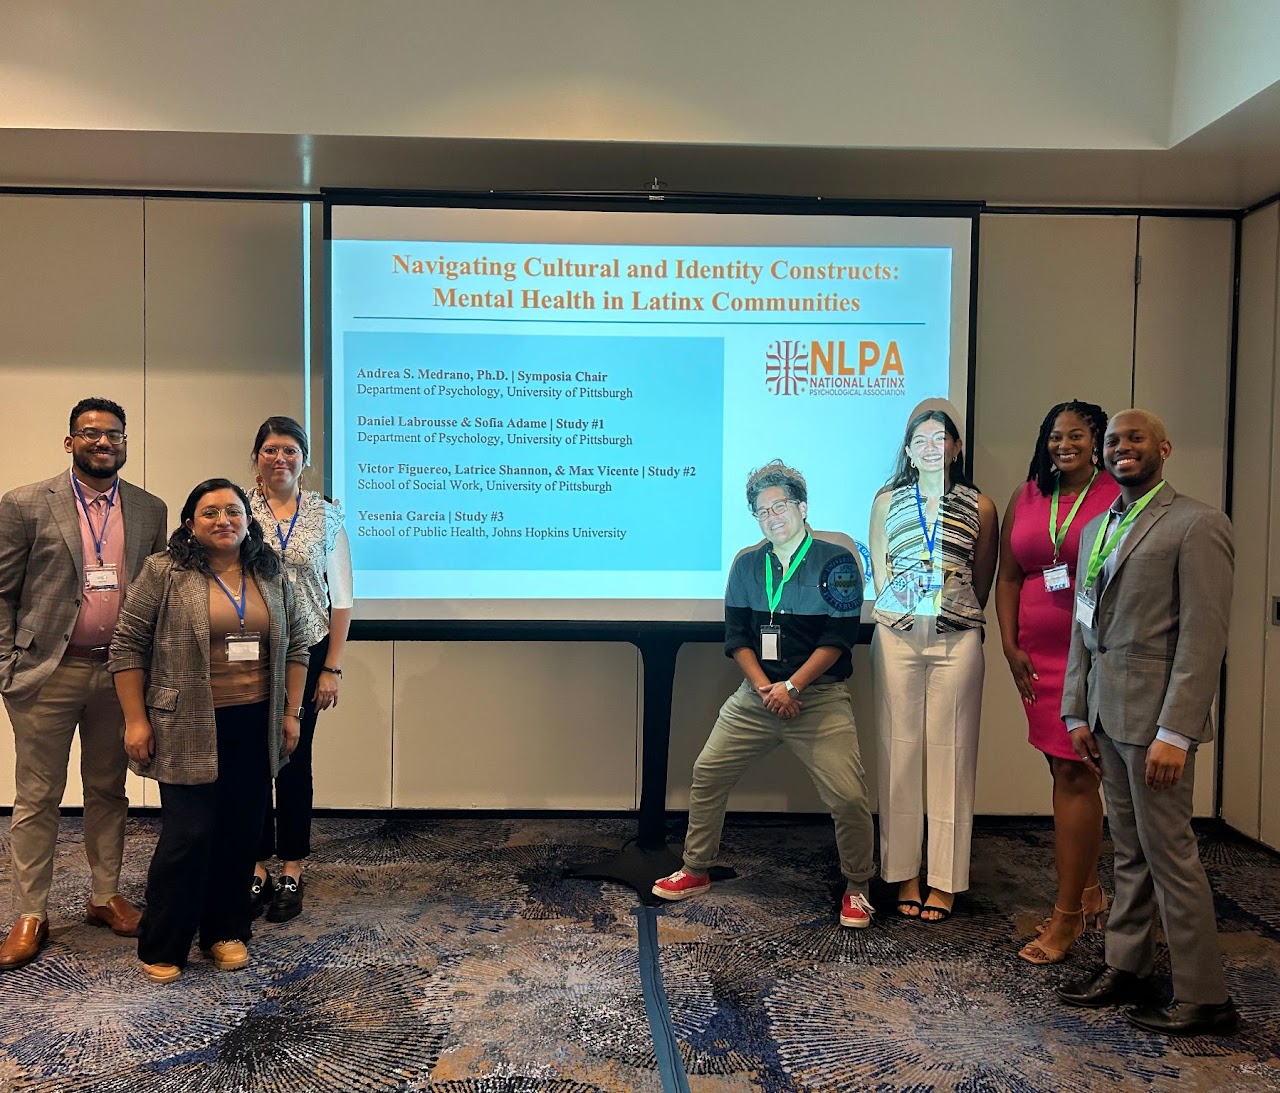 Navigating Cultural and Identity Constructs:
Mental Health in Latinx Communities
Andrea S. Medrano, Ph.D. | Symposia Chair
Department of Psychology, University of Pittsburgh
Daniel Labrousse & Sofia Adame | Study #1
Department of Psychology, University of Pittsburgh
Victor Figuereo, Latrice Shannon, & Max Vicente | Study #2
School of Social Work, University of Pittsburgh
Yesenia Garcia | Study #3
School of Public Health, Johns Hopkins University
NLPA
NATIONAL LATINX
PSYCHOLOGICAL ASSOCIATION